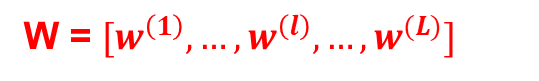 W = [w⁽¹⁾, …, w⁽ˡ⁾, …, w⁽ᴸ⁾]